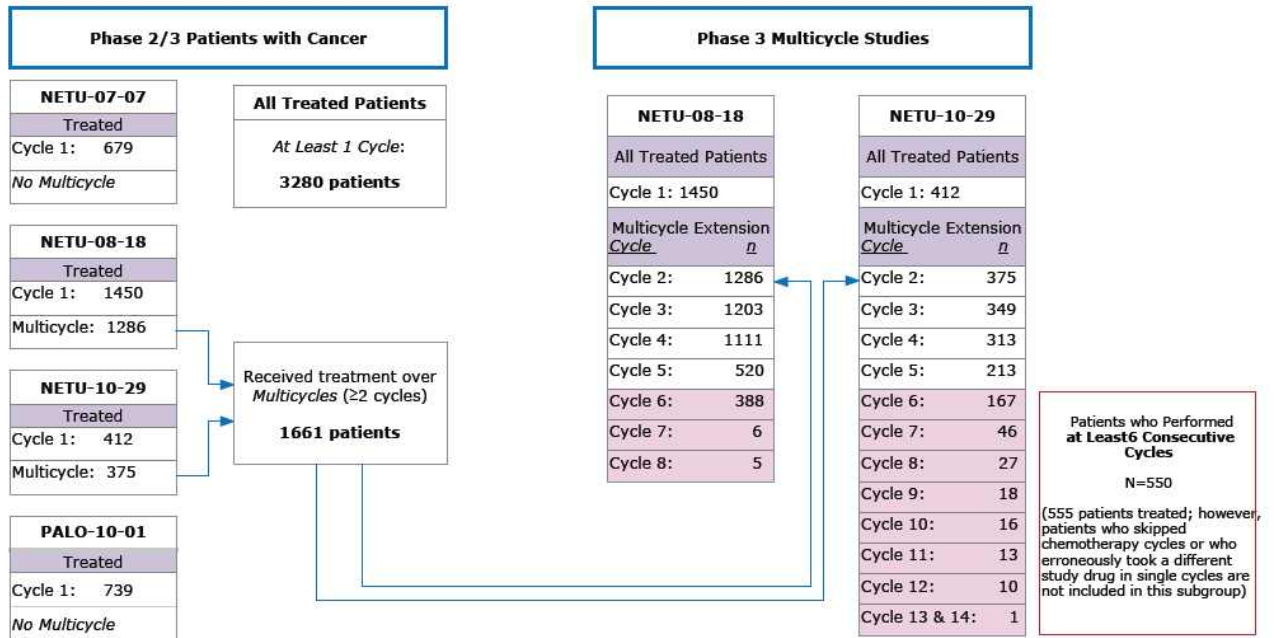 Phase 2/3 Patients with Cancer
NETU-07-07
Treated
Cycle 1: 679
No Multicycle
All Treated Patients
At Least 1 Cycle:
3280 patients
NETU-08-18
Treated
Cycle 1: 1450
Multicycle: 1286
NETU-10-29
Treated
Cycle 1: 412
Multicycle: 375
Received treatment over
Multicycles (≥2 cycles)
1661 patients
PALO-10-01
Treated
Cycle 1: 739
No Multicycle
Phase 3 Multicycle Studies
NETU-08-18
All Treated Patients
Cycle 1: 1450
Multicycle Extension
Cycle n
Cycle 2: 1286
Cycle 3: 1203
Cycle 4: 1111
Cycle 5: 520
Cycle 6: 388
Cycle 7: 6
Cycle 8: 5
NETU-10-29
All Treated Patients
Cycle 1: 412
Multicycle Extension
Cycle n
Cycle 2: 375
Cycle 3: 349
Cycle 4: 313
Cycle 5: 213
Cycle 6: 167
Cycle 7: 46
Cycle 8: 27
Cycle 9: 18
Cycle 10: 16
Cycle 11: 13
Cycle 12: 10
Cycle 13 & 14: 1
Patients who Performed
at Least6 Consecutive
Cycles
N=550
(555 patients treated; however,
patients who skipped
chemotherapy cycles or who
erroneously took a different
study drug in single cycles are
not included in this subgroup)